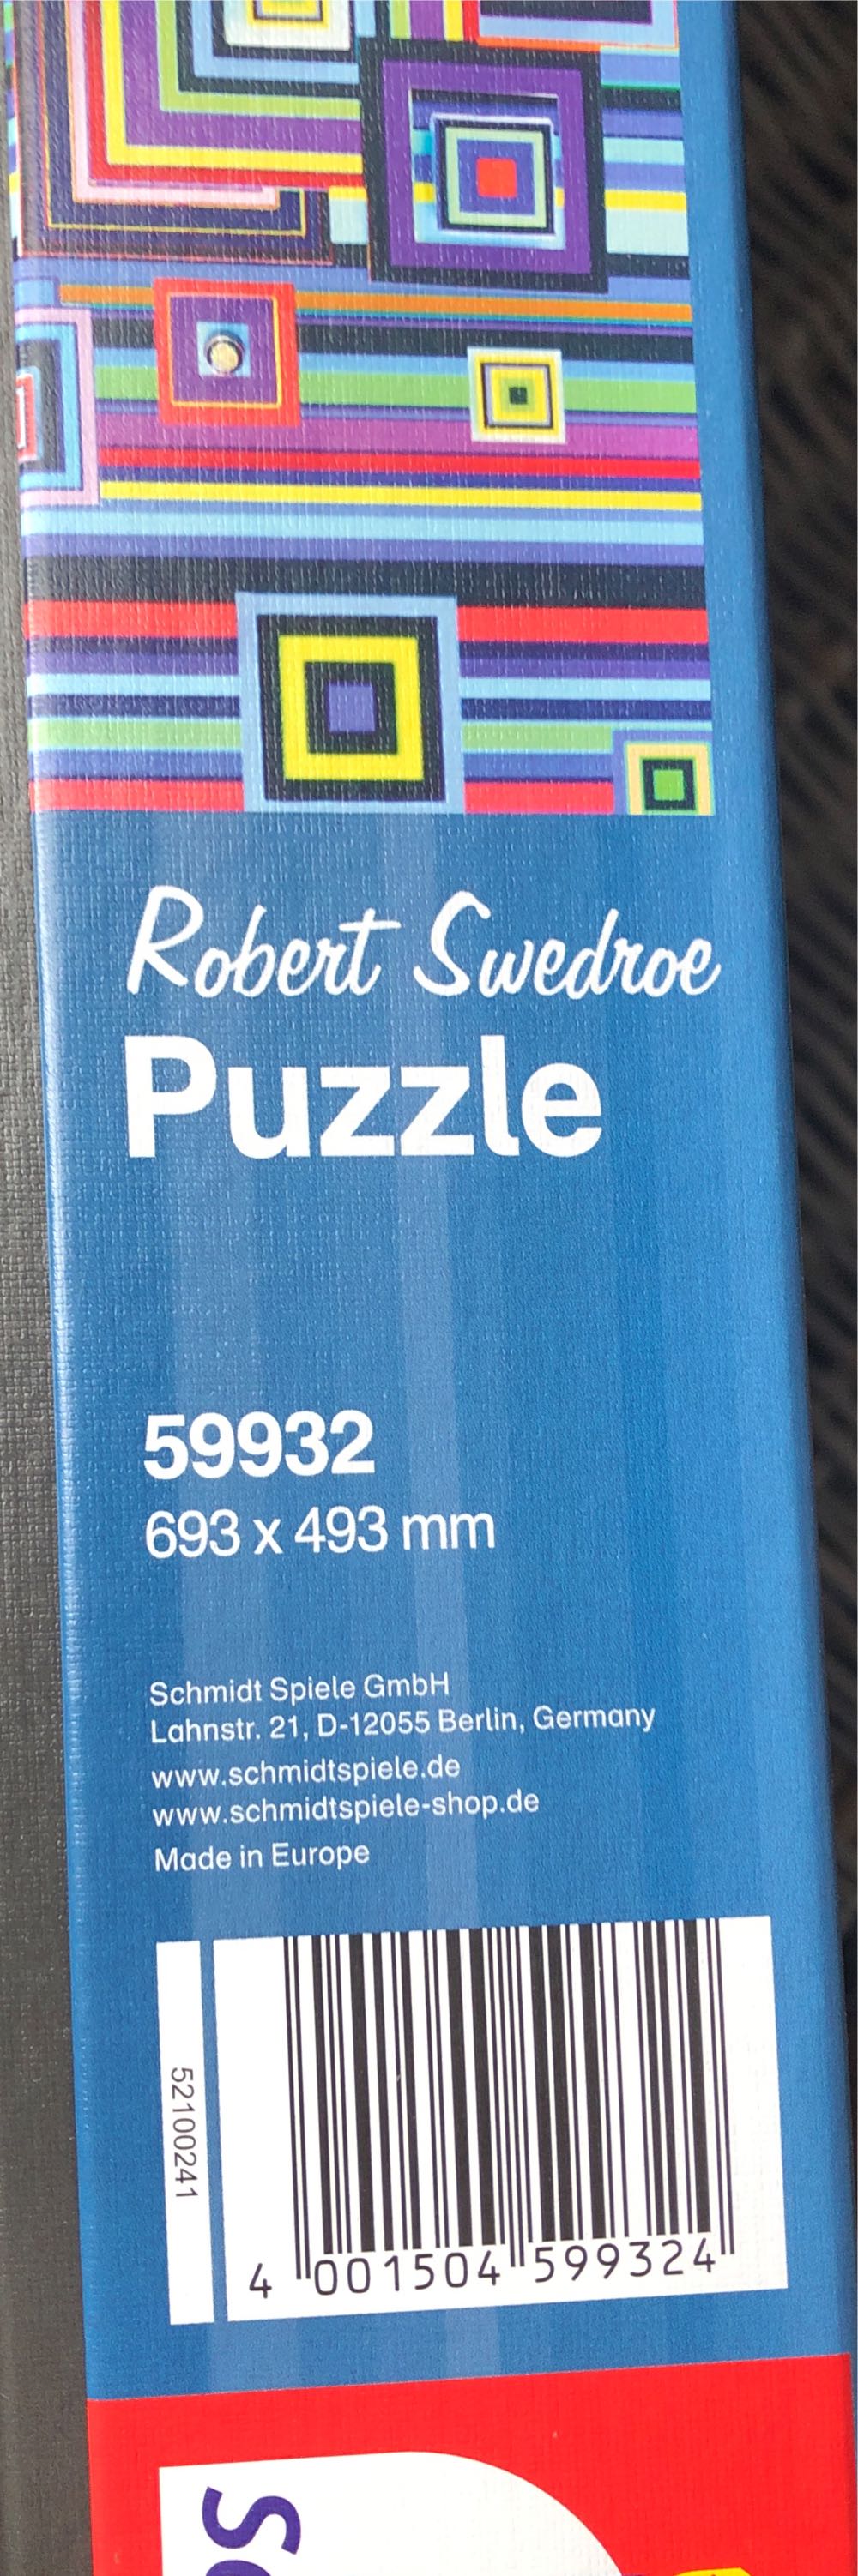 Robert Swedroe
Puzzle
59932
693 x 493 mm
Schmidt Spiele GmbH
Lahnstr. 21, D-12055 Berlin, Germany
www.schmidtspiele.de
www.schmidtspiele-shop.de
Made in Europe
52100241
4 001504 599324